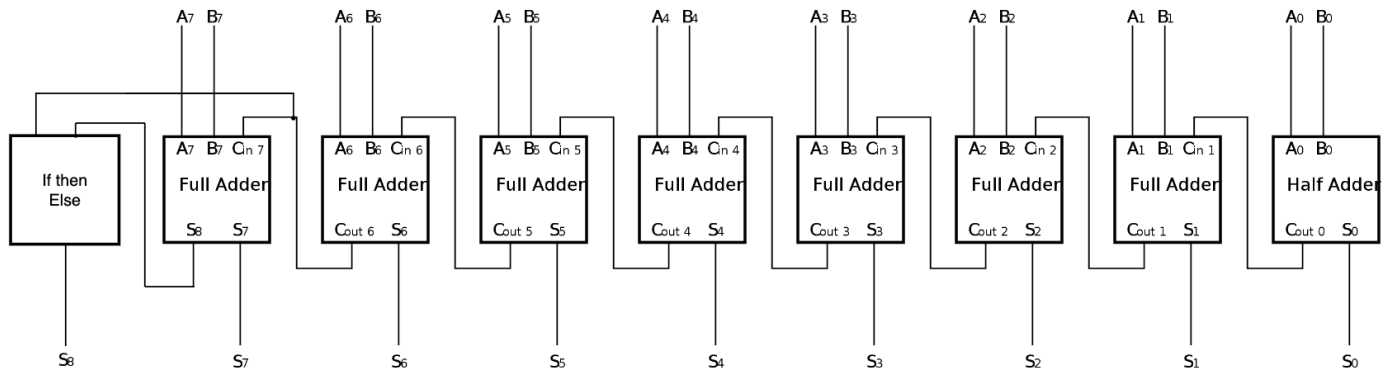 A7 B7 A6 B6 A5 B5 A4 B4 A3 B3 A2 B2 A1 B1 A0 B0
A7 B7 Cin 7 A6 B6 Cin 6 A5 B5 Cin 5 A4 B4 Cin 4 A3 B3 Cin 3 A2 B2 Cin 2 A1 B1 Cin 1 A0 B0
If then
Else
Full Adder Full Adder Full Adder Full Adder Full Adder Full Adder Full Adder Half Adder
S8 S7 Cout 6 S6 Cout 5 S5 Cout 4 S4 Cout 3 S3 Cout 2 S2 Cout 1 S1 Cout 0 S0
S8 S7 S6 S5 S4 S3 S2 S1 S0